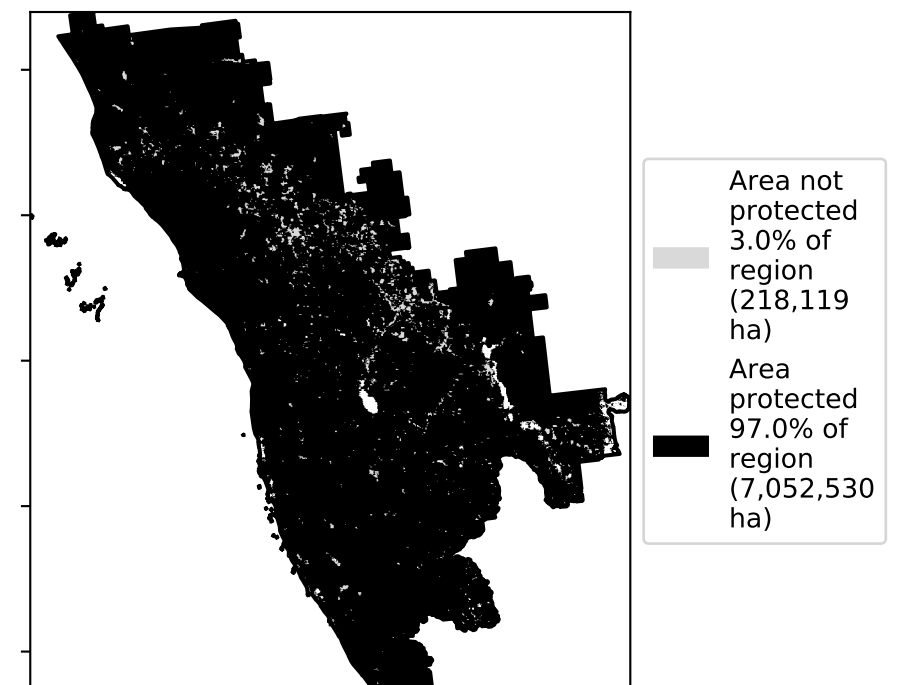 Area not
protected
3.0% of
region
(218,119
ha)
Area
protected
97.0% of
region
(7,052,530
ha)